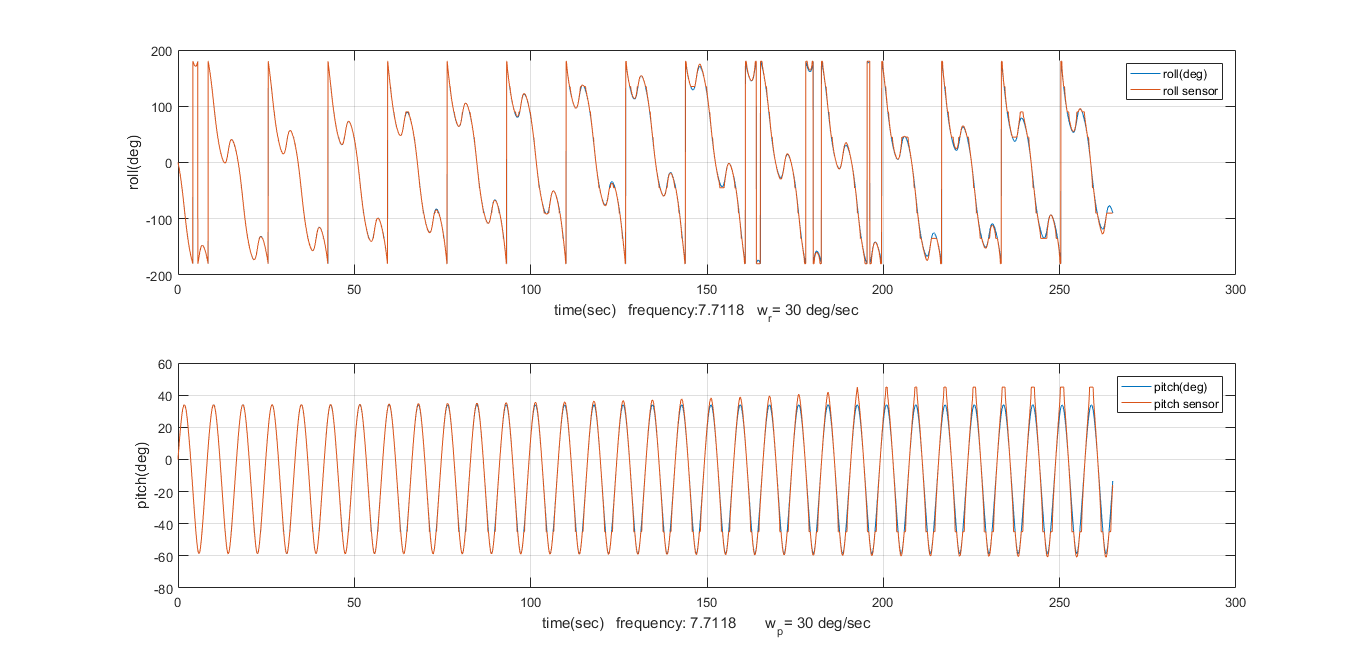 200
100
0
-100
-200
roll(deg)
roll(deg)
roll sensor
0 50 100 150 200 250 300
time(sec) frequency:7.7118 w_r= 30 deg/sec
60
40
20
0
-20
-40
-60
-80
pitch(deg)
pitch(deg)
pitch sensor
0 50 100 150 200 250 300
time(sec) frequency: 7.7118 w_p= 30 deg/sec